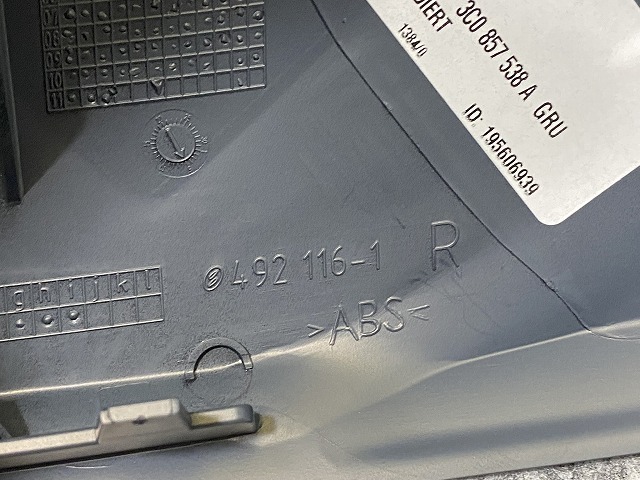 3C0 857 538 A GRU
DIERT
1384/0
ID: 195606939
492 116-1 R
>ABS<
g h i j k l